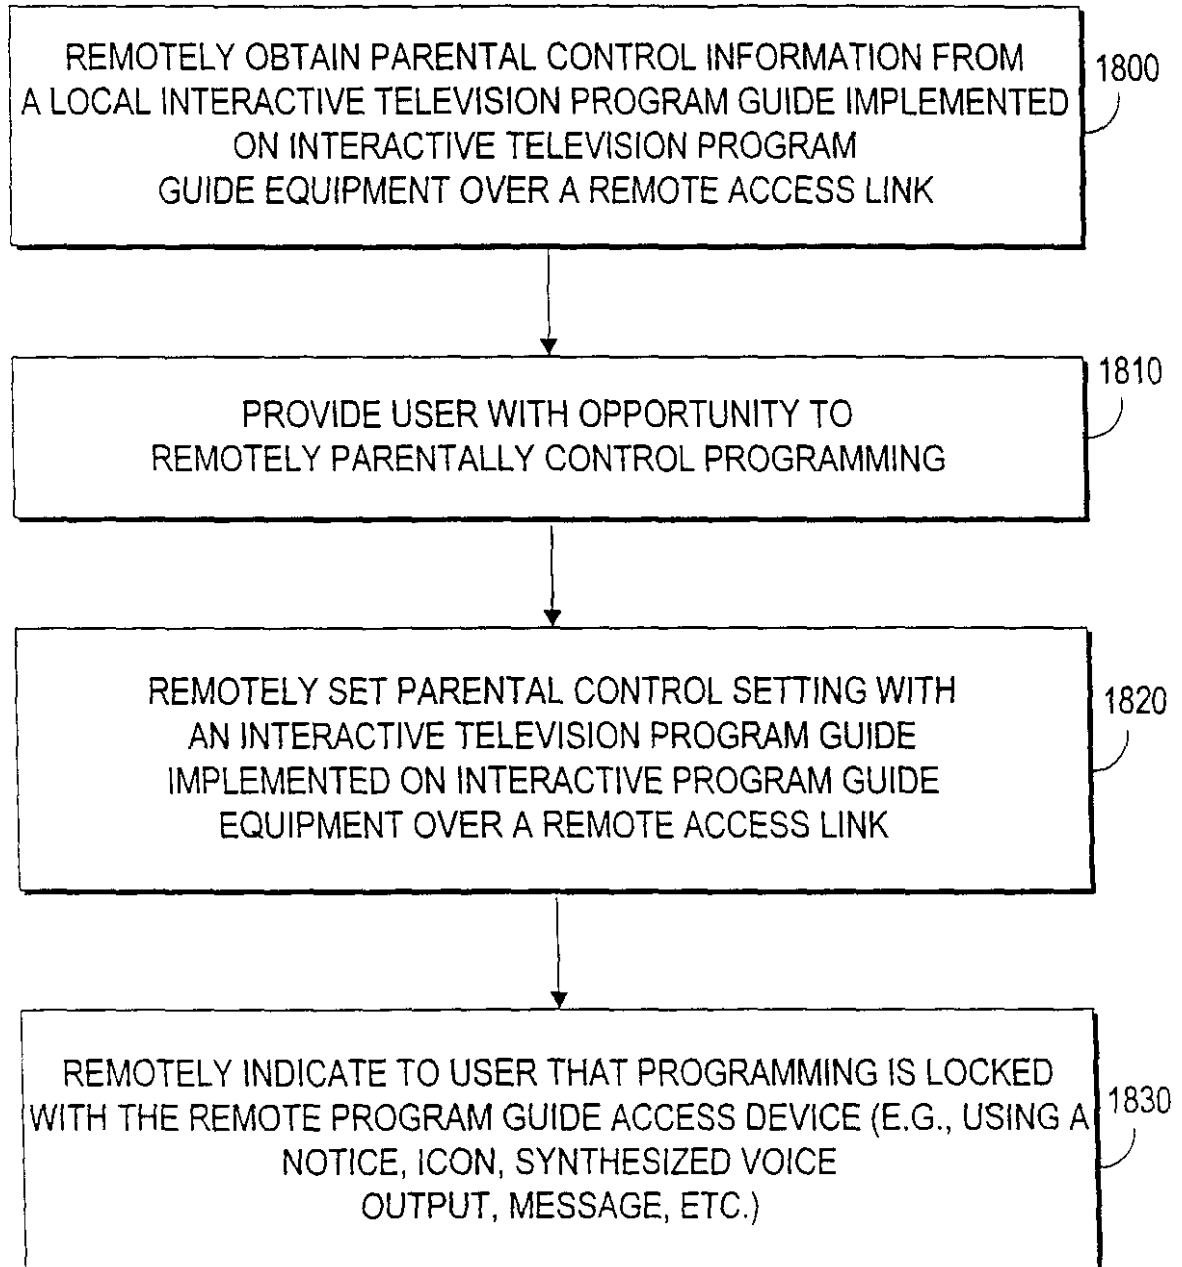 REMOTELY OBTAIN PARENTAL CONTROL INFORMATION FROM
A LOCAL INTERACTIVE TELEVISION PROGRAM GUIDE IMPLEMENTED
ON INTERACTIVE TELEVISION PROGRAM
GUIDE EQUIPMENT OVER A REMOTE ACCESS LINK
1800
PROVIDE USER WITH OPPORTUNITY TO
REMOTELY PARENTALLY CONTROL PROGRAMMING
1810
REMOTELY SET PARENTAL CONTROL SETTING WITH
AN INTERACTIVE TELEVISION PROGRAM GUIDE
IMPLEMENTED ON INTERACTIVE PROGRAM GUIDE
EQUIPMENT OVER A REMOTE ACCESS LINK
1820
REMOTELY INDICATE TO USER THAT PROGRAMMING IS LOCKED
WITH THE REMOTE PROGRAM GUIDE ACCESS DEVICE (E.G., USING A
NOTICE, ICON, SYNTHESIZED VOICE
OUTPUT, MESSAGE, ETC.)
1830